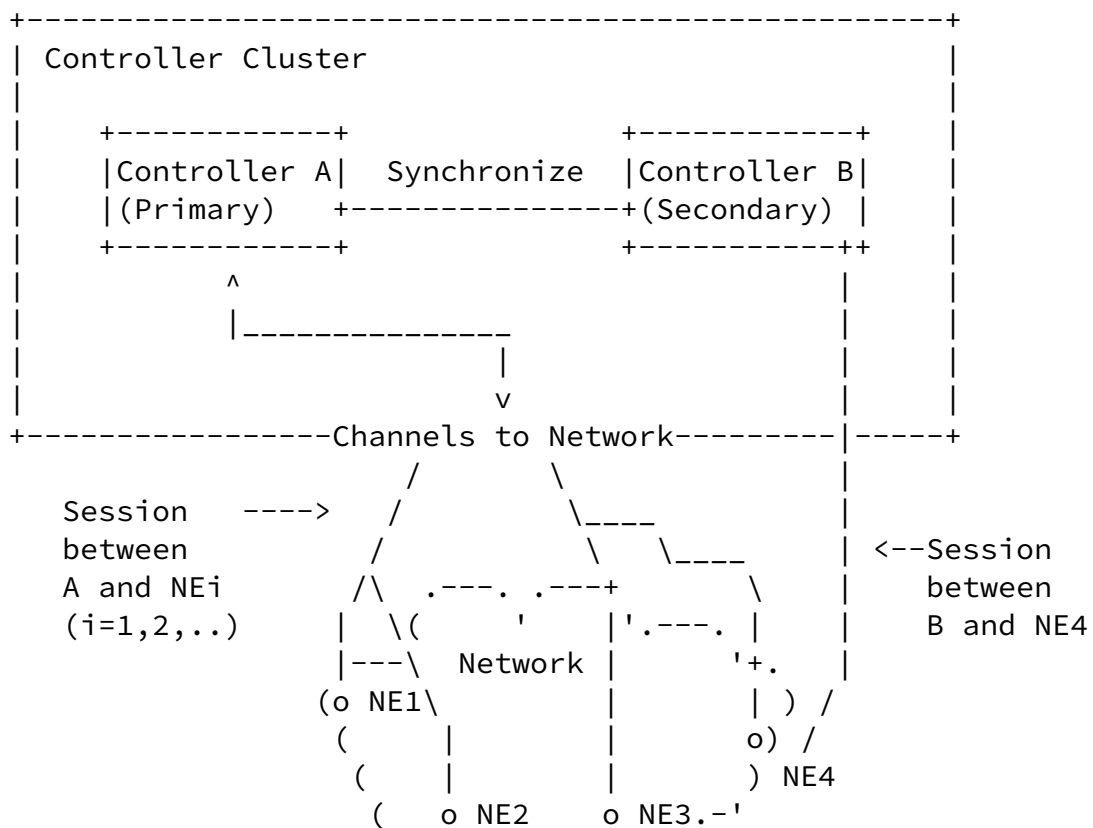 Controller Cluster
Controller A Synchronize Controller B
(Primary) (Secondary)
Channels to Network
Session
between <--Session
A and NEi between
(i=1,2,..) B and NE4
Network
NE1
NE4
NE2 NE3